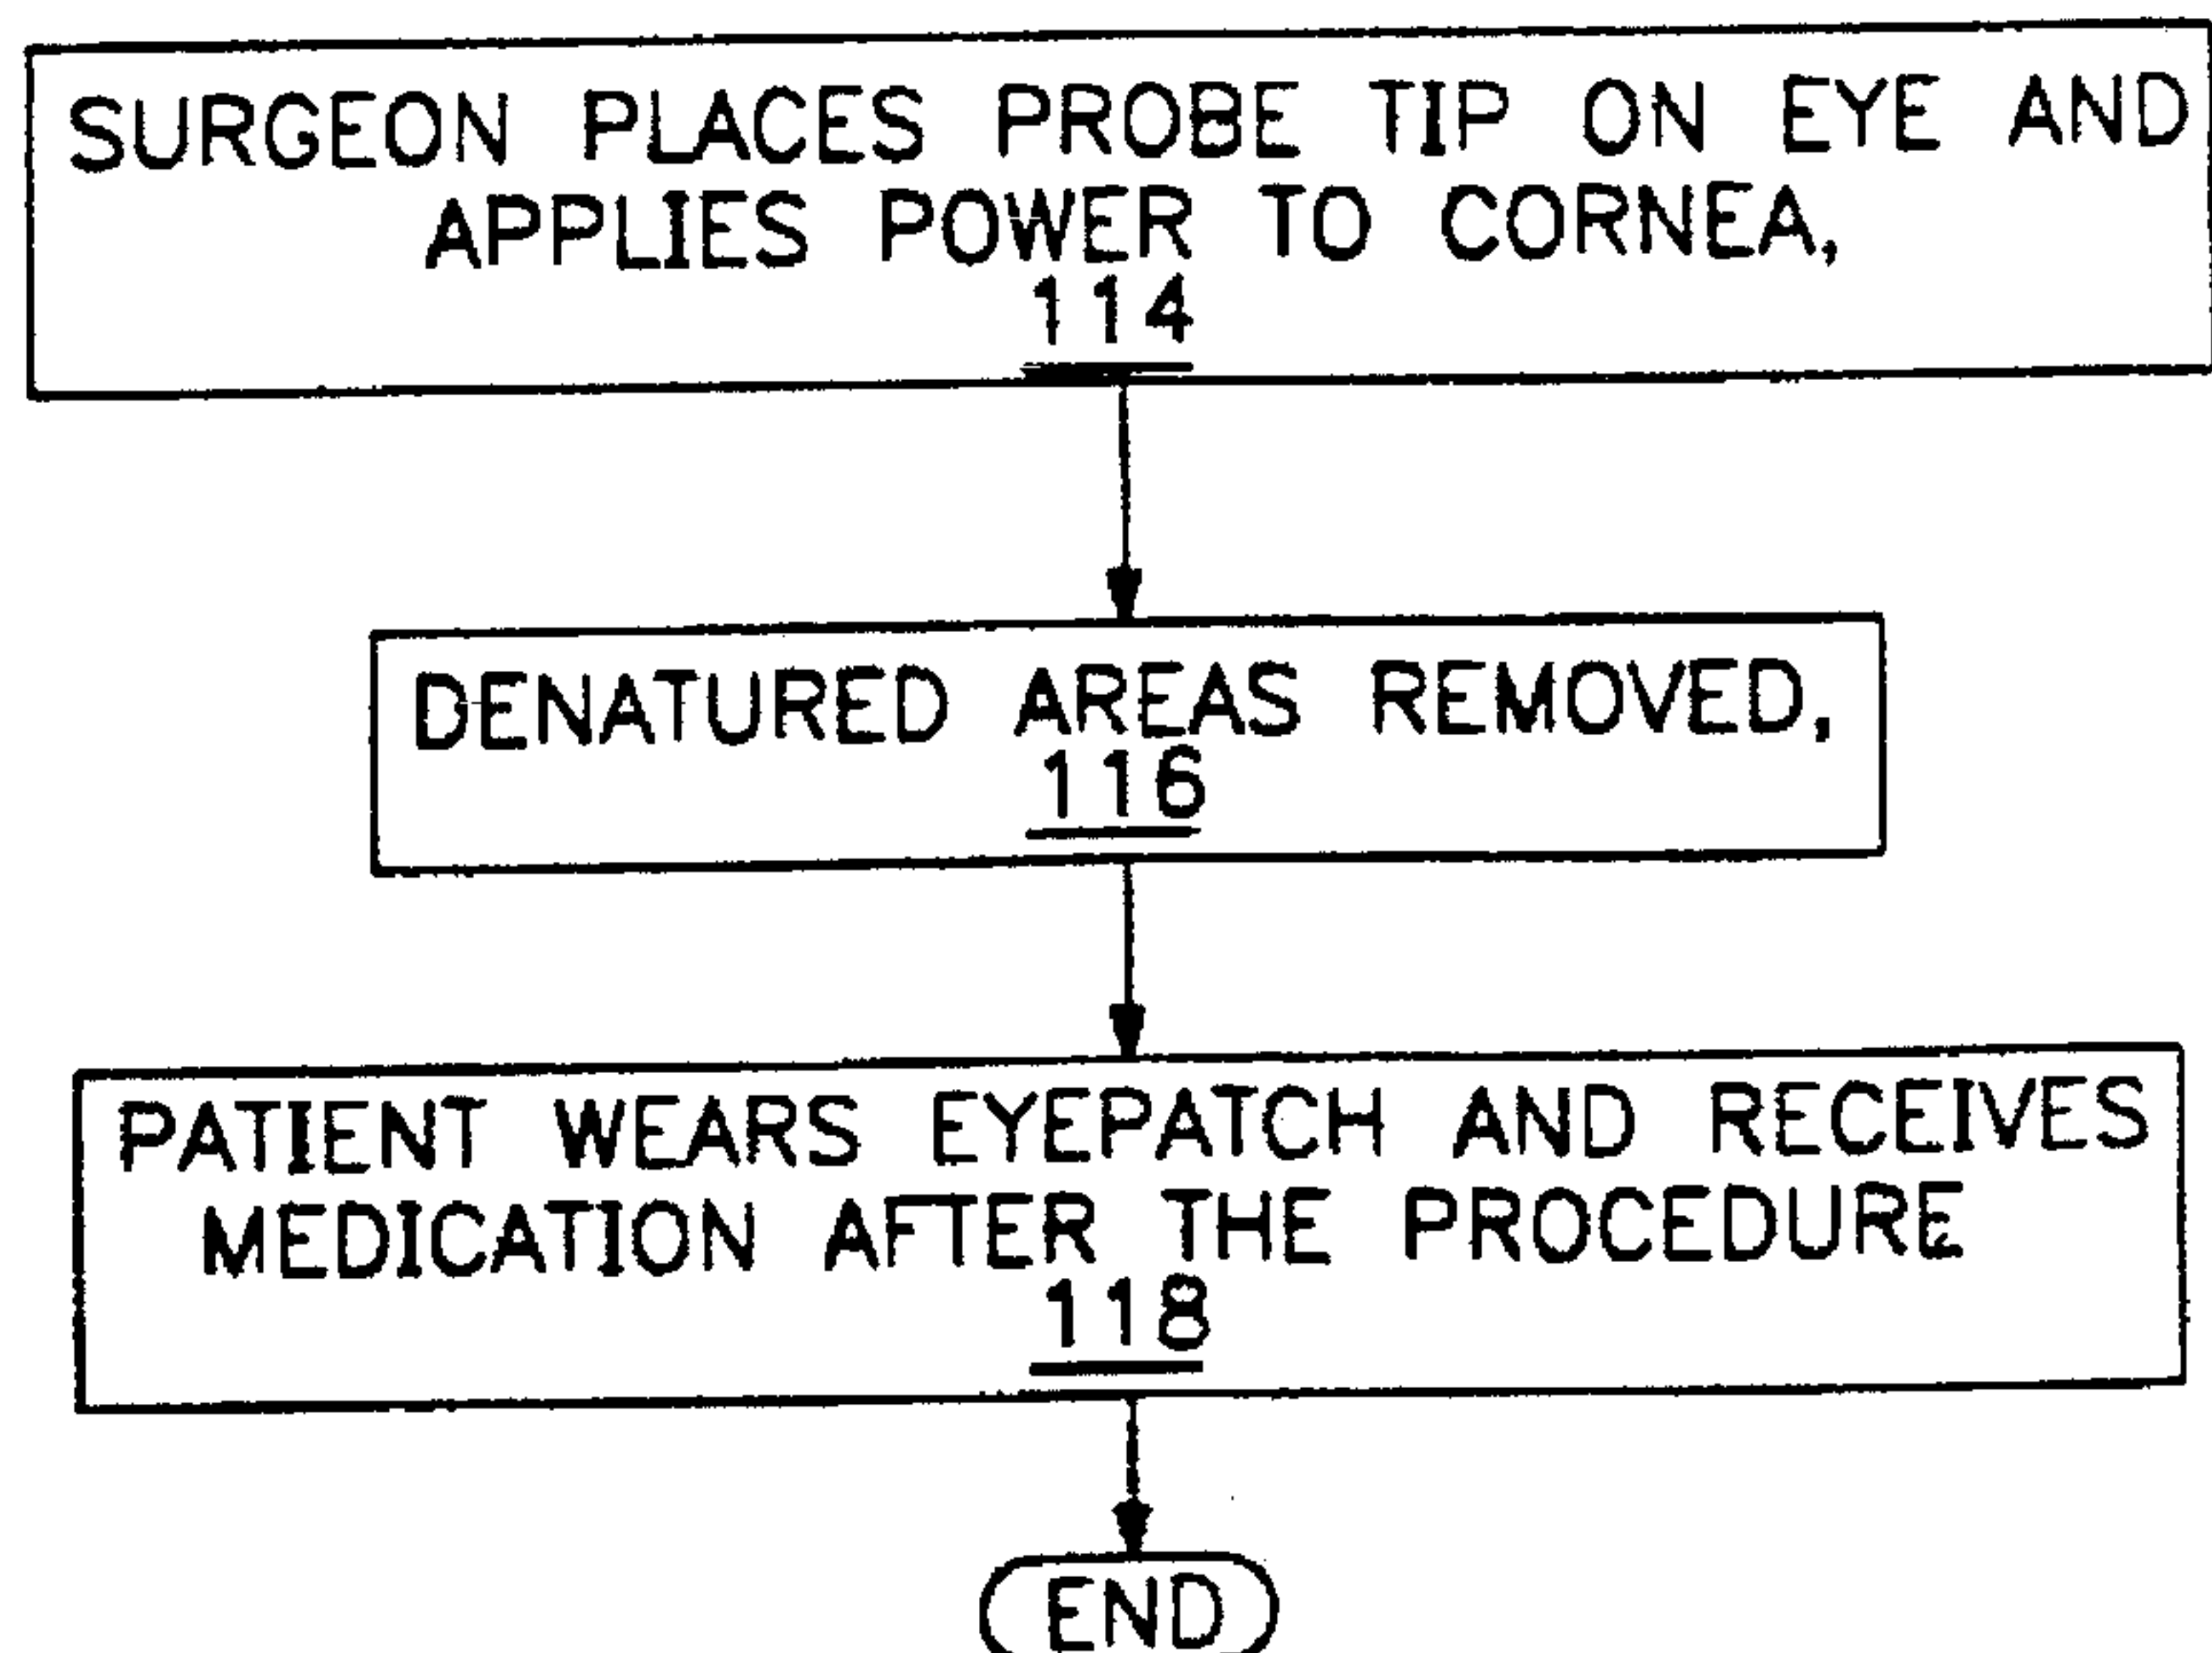 SURGEON PLACES PROBE TIP ON EYE AND
APPLIES POWER TO CORNEA,
114
DENATURED AREAS REMOVED,
116
PATIENT WEARS EYEPATCH AND RECEIVES
MEDICATION AFTER THE PROCEDURE
118
END